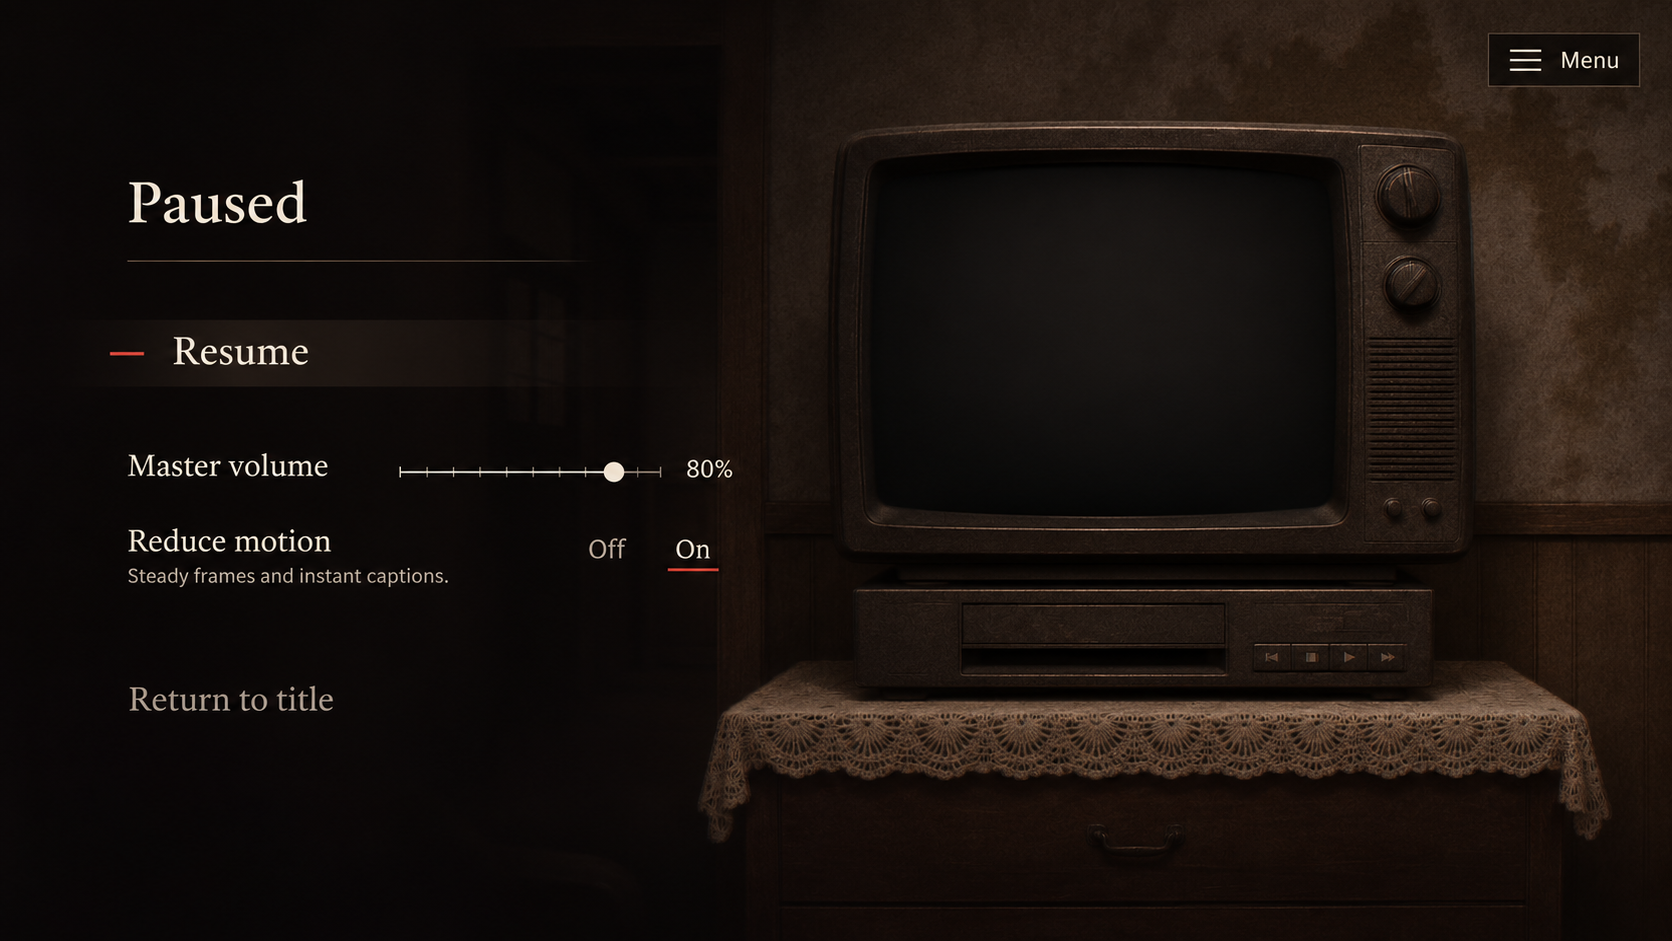 Menu
Paused
Resume
Master volume
80%
Reduce motion
Off
On
Steady frames and instant captions.
Return to title